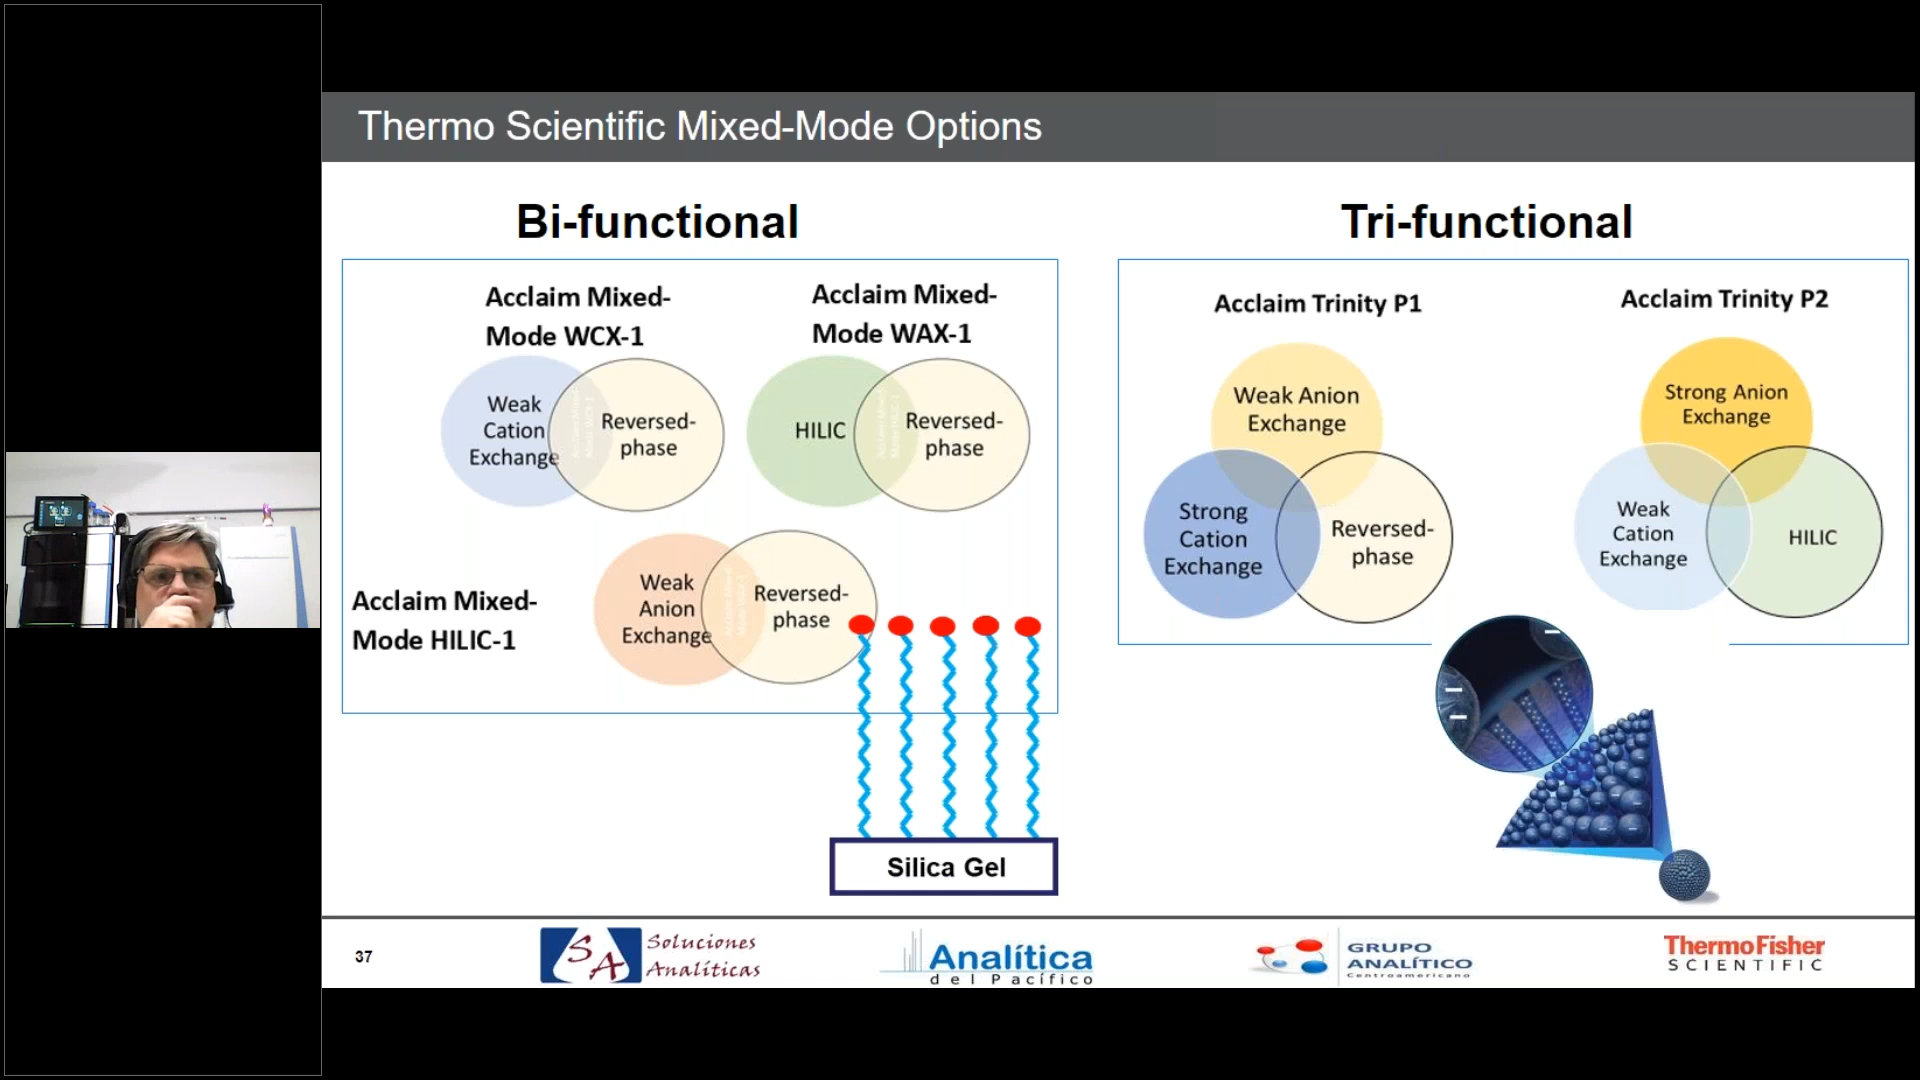 Thermo Scientific Mixed-Mode Options
Bi-functional
Acclaim Mixed-
Mode WCX-1
Weak
Cation
Exchange
Reversed-
phase
Acclaim Mixed-
Mode WAX-1
HILIC
Reversed-
phase
Acclaim Mixed-
Mode HILIC-1
Weak
Anion
Exchange
Reversed-
phase
Silica Gel
Tri-functional
Acclaim Trinity P1
Weak Anion
Exchange
Strong
Cation
Exchange
Reversed-
phase
Acclaim Trinity P2
Strong Anion
Exchange
Weak
Cation
Exchange
HILIC
37
SA
Soluciones
Analíticas
Analítica
del Pacífico
GRUPO
ANALÍTICO
Centroamericano
ThermoFisher
SCIENTIFIC